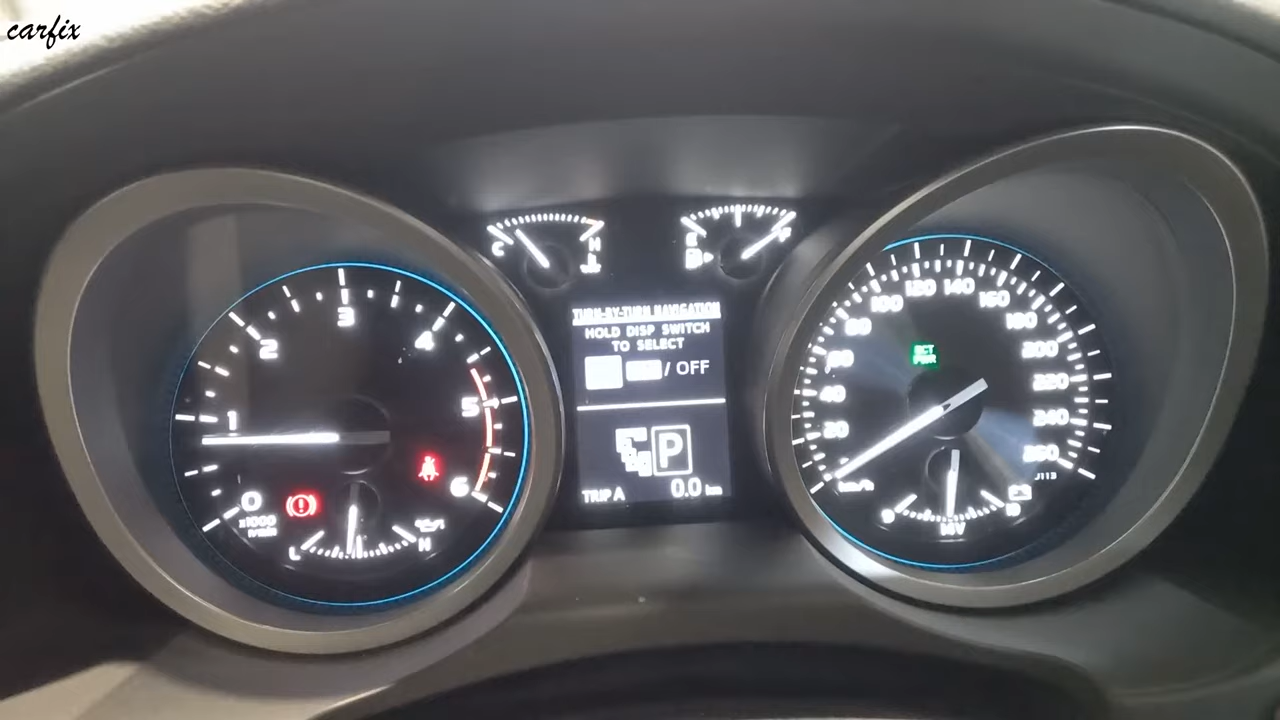 carfix
C
H
E
F
TURN-BY-TURN NAVIGATION
HOLD DISP SWITCH
TO SELECT
/ OFF
P
TRIP A 0.0 km
0
1
2
3
4
5
6
x1000
r/min
L
H
ECT
PWR
20
40
60
80
100
120
140
160
180
200
220
240
260
km/h
J113
14V